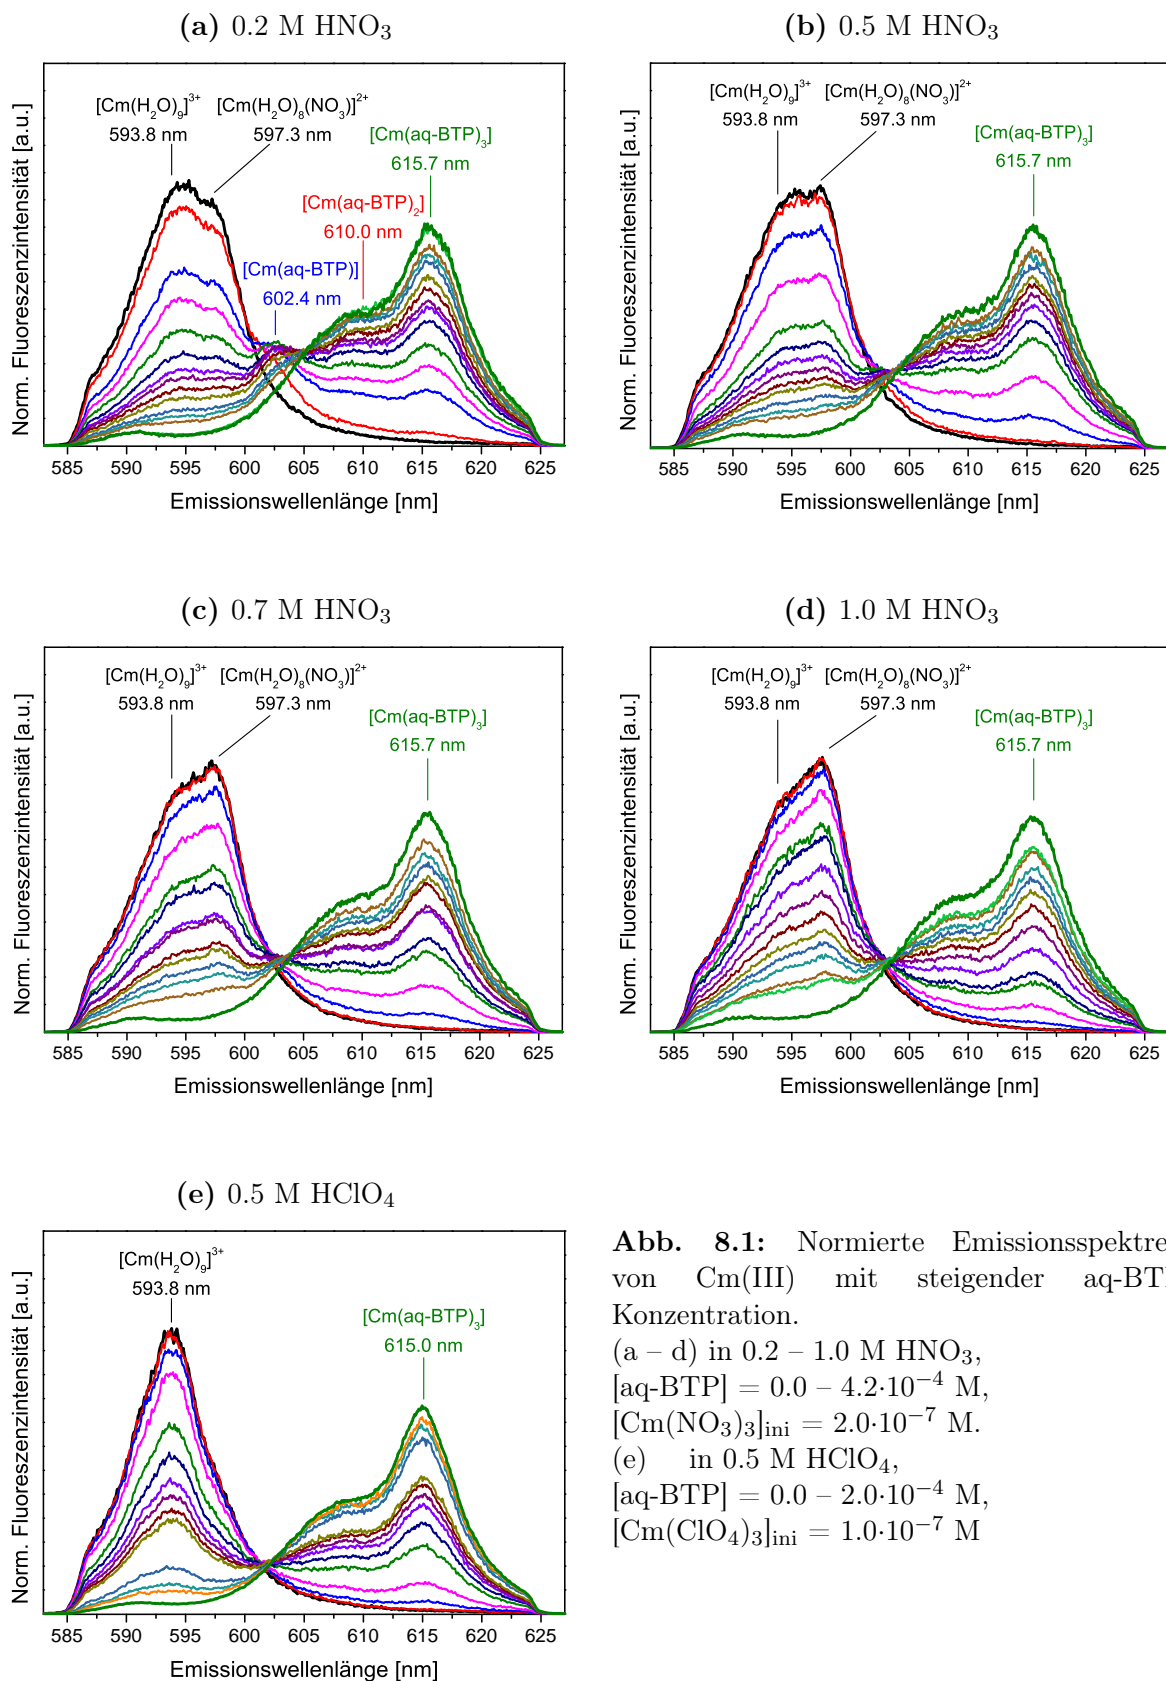 (a) 0.2 M HNO₃
Norm. Fluoreszenzintensität [a.u.]
[Cm(H₂O)₉]³⁺ [Cm(H₂O)₈(NO₃)]²⁺
593.8 nm 597.3 nm
[Cm(aq-BTP)₃]
615.7 nm
[Cm(aq-BTP)₂]
610.0 nm
[Cm(aq-BTP)]
602.4 nm
585 590 595 600 605 610 615 620 625
Emissionswellenlänge [nm]
(b) 0.5 M HNO₃
Norm. Fluoreszenzintensität [a.u.]
[Cm(H₂O)₉]³⁺ [Cm(H₂O)₈(NO₃)]²⁺
593.8 nm 597.3 nm
[Cm(aq-BTP)₃]
615.7 nm
585 590 595 600 605 610 615 620 625
Emissionswellenlänge [nm]
(c) 0.7 M HNO₃
Norm. Fluoreszenzintensität [a.u.]
[Cm(H₂O)₉]³⁺ [Cm(H₂O)₈(NO₃)]²⁺
593.8 nm 597.3 nm
[Cm(aq-BTP)₃]
615.7 nm
585 590 595 600 605 610 615 620 625
Emissionswellenlänge [nm]
(d) 1.0 M HNO₃
Norm. Fluoreszenzintensität [a.u.]
[Cm(H₂O)₉]³⁺ [Cm(H₂O)₈(NO₃)]²⁺
593.8 nm 597.3 nm
[Cm(aq-BTP)₃]
615.7 nm
585 590 595 600 605 610 615 620 625
Emissionswellenlänge [nm]
(e) 0.5 M HClO₄
Norm. Fluoreszenzintensität [a.u.]
[Cm(H₂O)₉]³⁺
593.8 nm
[Cm(aq-BTP)₃]
615.0 nm
585 590 595 600 605 610 615 620 625
Emissionswellenlänge [nm]
Abb. 8.1: Normierte Emissionsspektre
von Cm(III) mit steigender aq-BT
Konzentration.
(a – d) in 0.2 – 1.0 M HNO₃,
[aq-BTP] = 0.0 – 4.2·10⁻⁴ M,
[Cm(NO₃)₃]ini = 2.0·10⁻⁷ M.
(e) in 0.5 M HClO₄,
[aq-BTP] = 0.0 – 2.0·10⁻⁴ M,
[Cm(ClO₄)₃]ini = 1.0·10⁻⁷ M